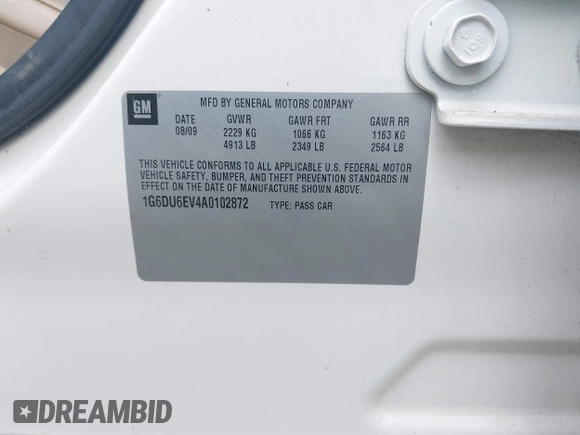 GM
MFD BY GENERAL MOTORS COMPANY
DATE GVWR GAWR FRT GAWR RR
08/09 2229 KG 1066 KG 1163 KG
4913 LB 2349 LB 2564 LB
THIS VEHICLE CONFORMS TO ALL APPLICABLE U.S. FEDERAL MOTOR
VEHICLE SAFETY, BUMPER, AND THEFT PREVENTION STANDARDS IN
EFFECT ON THE DATE OF MANUFACTURE SHOWN ABOVE.
1G6DU6EV4A0102872 TYPE: PASS CAR
DREAMBID